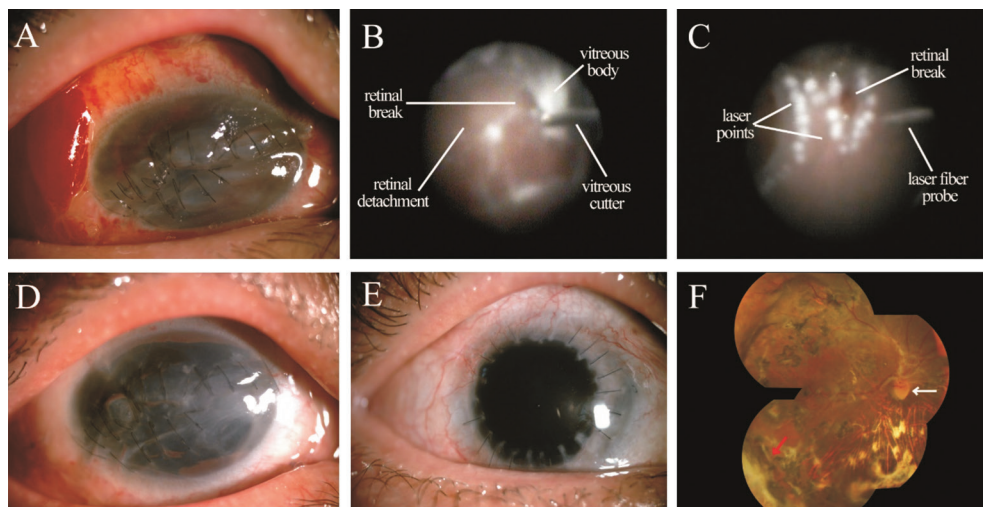 A
B
vitreous
body
retinal
break
retinal
detachment
vitreous
cutter
C
retinal
break
laser
points
laser fiber
probe
D
E
F